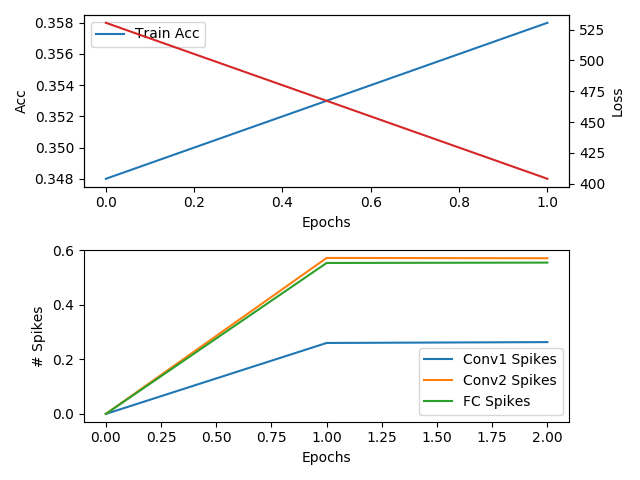 0.358
0.356
0.354
0.352
0.350
0.348
Acc
Train Acc
525
500
475
450
425
400
Loss
0.0 0.2 0.4 0.6 0.8 1.0
Epochs
0.6
0.4
0.2
0.0
# Spikes
Conv1 Spikes
Conv2 Spikes
FC Spikes
0.00 0.25 0.50 0.75 1.00 1.25 1.50 1.75 2.00
Epochs